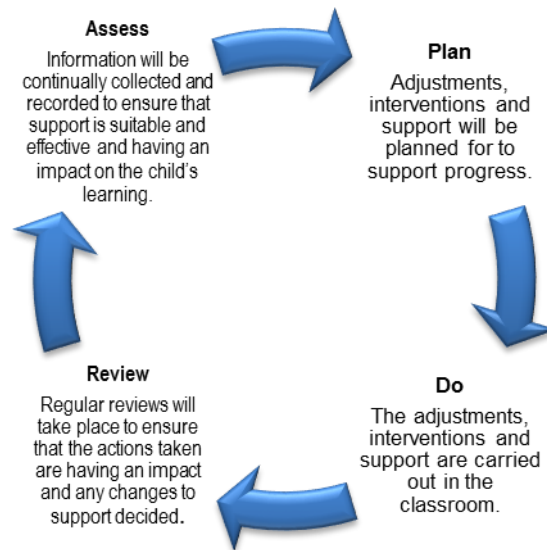 Assess
Information will be
continually collected and
recorded to ensure that
support is suitable and
effective and having an
impact on the child's
learning.
Plan
Adjustments,
interventions and
support will be
planned for to
support progress.
Do
The adjustments,
interventions and
support are carried
out in the
classroom.
Review
Regular reviews will
take place to ensure
that the actions taken
are having an impact
and any changes to
support decided.